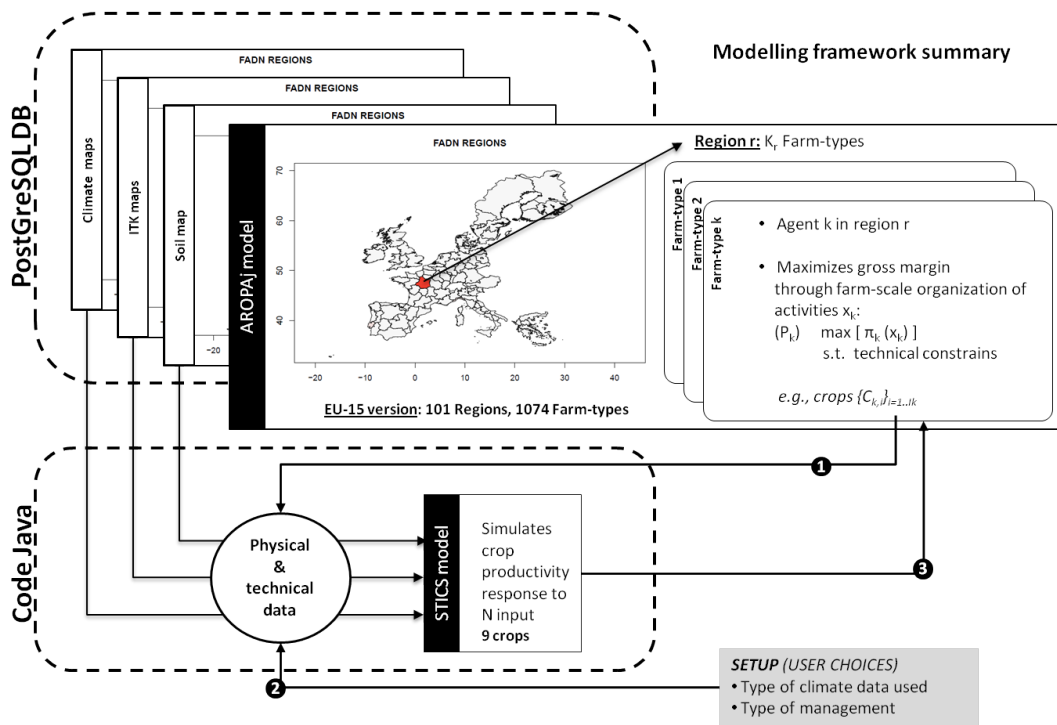 Modelling framework summary
PostGreSQL DB
Climate maps
FADN REGIONS
ITK maps
FADN REGIONS
Soil map
FADN REGIONS
−20
AROPAj model
FADN REGIONS
70
60
50
40
−20
−10
0
10
20
30
40
EU-15 version: 101 Regions, 1074 Farm-types
Region r: Kr Farm-types
Farm-type 1
Farm-type 2
Farm-type k
• Agent k in region r
• Maximizes gross margin
through farm-scale organization of
activities xk:
(Pk) max [ πk (xk) ]
s.t. technical constrains
e.g., crops {Ck,i}i=1..Ik
1
Code Java
Physical
&
technical
data
STICS model
Simulates
crop
productivity
response to
N input
9 crops
3
2
SETUP (USER CHOICES)
• Type of climate data used
• Type of management